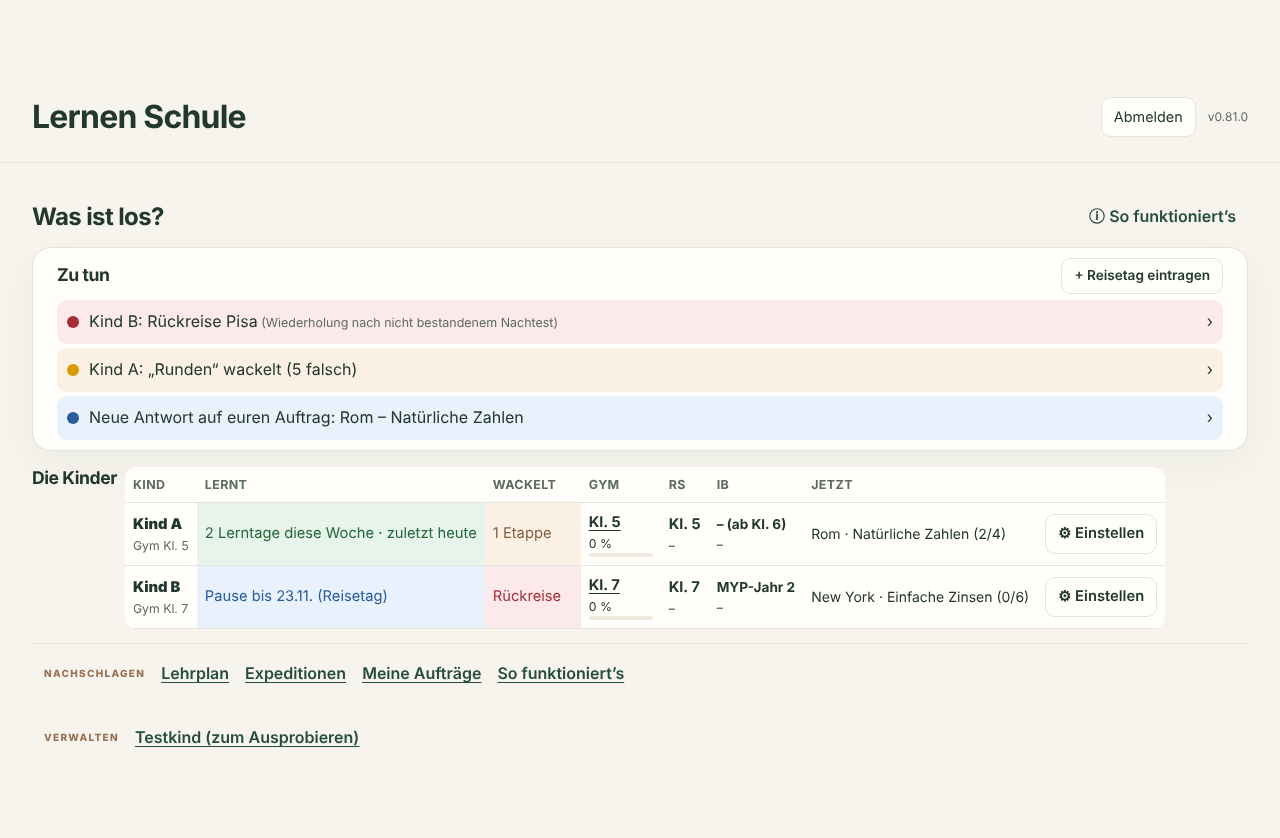 Lernen Schule
Abmelden v0.81.0
Was ist los?
ⓘ So funktioniert’s
Zu tun
+ Reisetag eintragen
Kind B: Rückreise Pisa (Wiederholung nach nicht bestandenem Nachtest) ›
Kind A: „Runden“ wackelt (5 falsch) ›
Neue Antwort auf euren Auftrag: Rom – Natürliche Zahlen ›
Die Kinder
KIND LERNT WACKELT GYM RS IB JETZT
Kind A 2 Lerntage diese Woche · zuletzt heute 1 Etappe Kl. 5 Kl. 5 – (ab Kl. 6) Rom · Natürliche Zahlen (2/4) ⚙ Einstellen
Gym Kl. 5 0 % – –
Kind B Pause bis 23.11. (Reisetag) Rückreise Kl. 7 Kl. 7 MYP-Jahr 2 New York · Einfache Zinsen (0/6) ⚙ Einstellen
Gym Kl. 7 0 % – –
NACHSCHLAGEN Lehrplan Expeditionen Meine Aufträge So funktioniert’s
VERWALTEN Testkind (zum Ausprobieren)